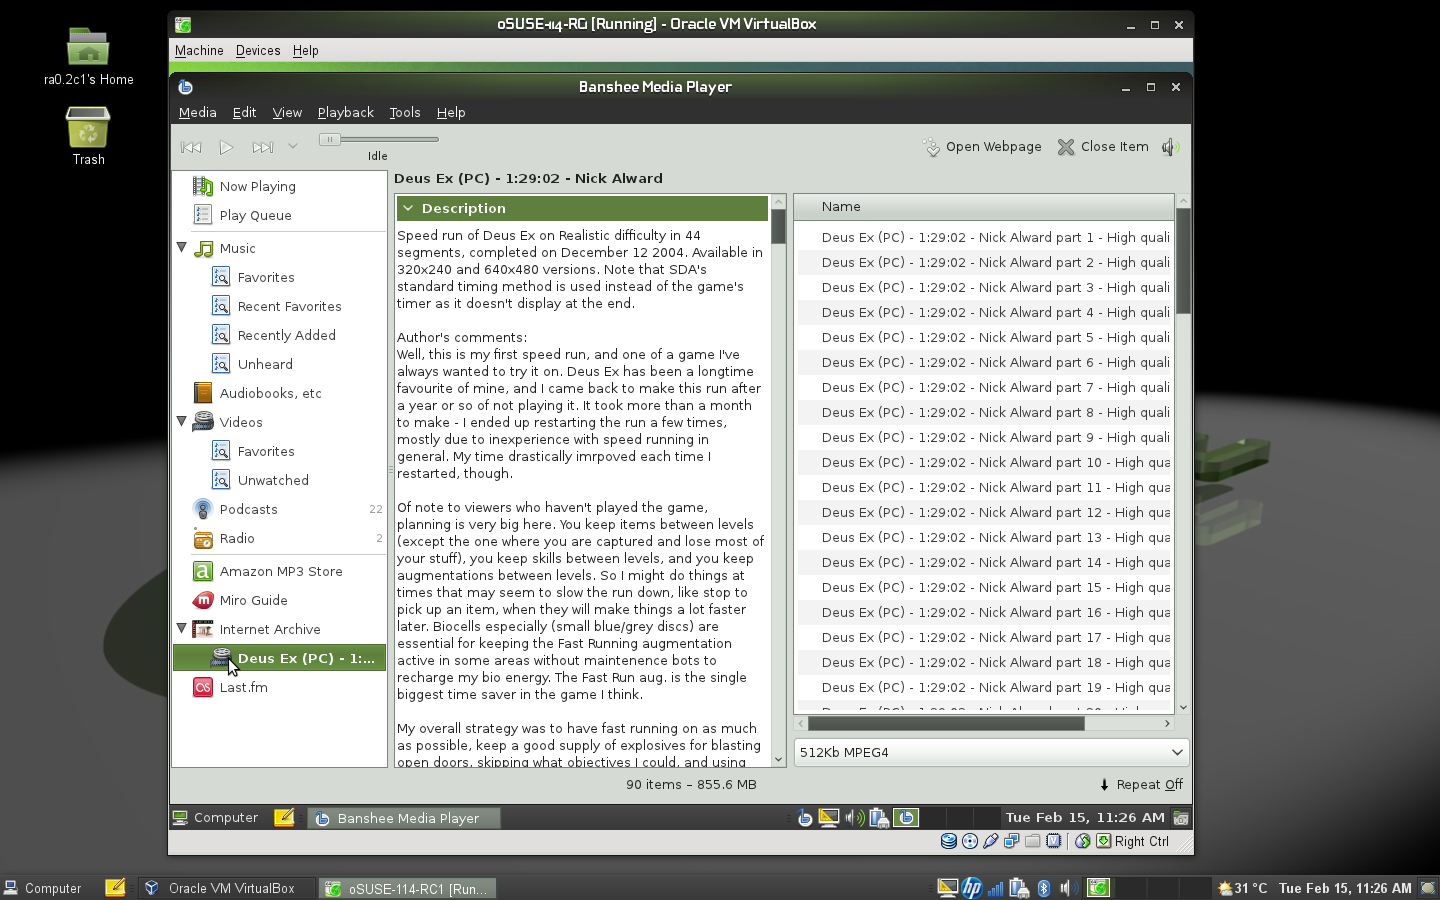 oSUSE-114-RC1 [Running] - Oracle VM VirtualBox
Machine Devices Help
ra0.2c1's Home
Trash
Banshee Media Player
Media Edit View Playback Tools Help
Idle
Open Webpage Close Item
Now Playing
Play Queue
Music
Favorites
Recent Favorites
Recently Added
Unheard
Audiobooks, etc
Videos
Favorites
Unwatched
Podcasts 22
Radio 2
Amazon MP3 Store
Miro Guide
Internet Archive
Deus Ex (PC) - 1:...
Last.fm
Deus Ex (PC) - 1:29:02 - Nick Alward
Description
Speed run of Deus Ex on Realistic difficulty in 44
segments, completed on December 12 2004. Available in
320x240 and 640x480 versions. Note that SDA's
standard timing method is used instead of the game's
timer as it doesn't display at the end.
Author's comments:
Well, this is my first speed run, and one of a game I've
always wanted to try it on. Deus Ex has been a longtime
favourite of mine, and I came back to make this run after
a year or so of not playing it. It took more than a month
to make - I ended up restarting the run a few times,
mostly due to inexperience with speed running in
general. My time drastically imrpoved each time I
restarted, though.
Of note to viewers who haven't played the game,
planning is very big here. You keep items between levels
(except the one where you are captured and lose most of
your stuff), you keep skills between levels, and you keep
augmentations between levels. So I might do things at
times that may seem to slow the run down, like stop to
pick up an item, when they will make things a lot faster
later. Biocells especially (small blue/grey discs) are
essential for keeping the Fast Running augmentation
active in some areas without maintenence bots to
recharge my bio energy. The Fast Run aug. is the single
biggest time saver in the game I think.
My overall strategy was to have fast running on as much
as possible, keep a good supply of explosives for blasting
open doors, skipping what objectives I could, and using
Name
Deus Ex (PC) - 1:29:02 - Nick Alward part 1 - High quali
Deus Ex (PC) - 1:29:02 - Nick Alward part 2 - High quali
Deus Ex (PC) - 1:29:02 - Nick Alward part 3 - High quali
Deus Ex (PC) - 1:29:02 - Nick Alward part 4 - High quali
Deus Ex (PC) - 1:29:02 - Nick Alward part 5 - High quali
Deus Ex (PC) - 1:29:02 - Nick Alward part 6 - High quali
Deus Ex (PC) - 1:29:02 - Nick Alward part 7 - High quali
Deus Ex (PC) - 1:29:02 - Nick Alward part 8 - High quali
Deus Ex (PC) - 1:29:02 - Nick Alward part 9 - High quali
Deus Ex (PC) - 1:29:02 - Nick Alward part 10 - High qua
Deus Ex (PC) - 1:29:02 - Nick Alward part 11 - High qua
Deus Ex (PC) - 1:29:02 - Nick Alward part 12 - High qua
Deus Ex (PC) - 1:29:02 - Nick Alward part 13 - High qua
Deus Ex (PC) - 1:29:02 - Nick Alward part 14 - High qua
Deus Ex (PC) - 1:29:02 - Nick Alward part 15 - High qua
Deus Ex (PC) - 1:29:02 - Nick Alward part 16 - High qua
Deus Ex (PC) - 1:29:02 - Nick Alward part 17 - High qua
Deus Ex (PC) - 1:29:02 - Nick Alward part 18 - High qua
Deus Ex (PC) - 1:29:02 - Nick Alward part 19 - High qua
512Kb MPEG4
90 items – 855.6 MB
Repeat Off
Computer Banshee Media Player Tue Feb 15, 11:26 AM
Right Ctrl
Computer Oracle VM VirtualBox oSUSE-114-RC1 [Run... hp 31 °C Tue Feb 15, 11:26 AM